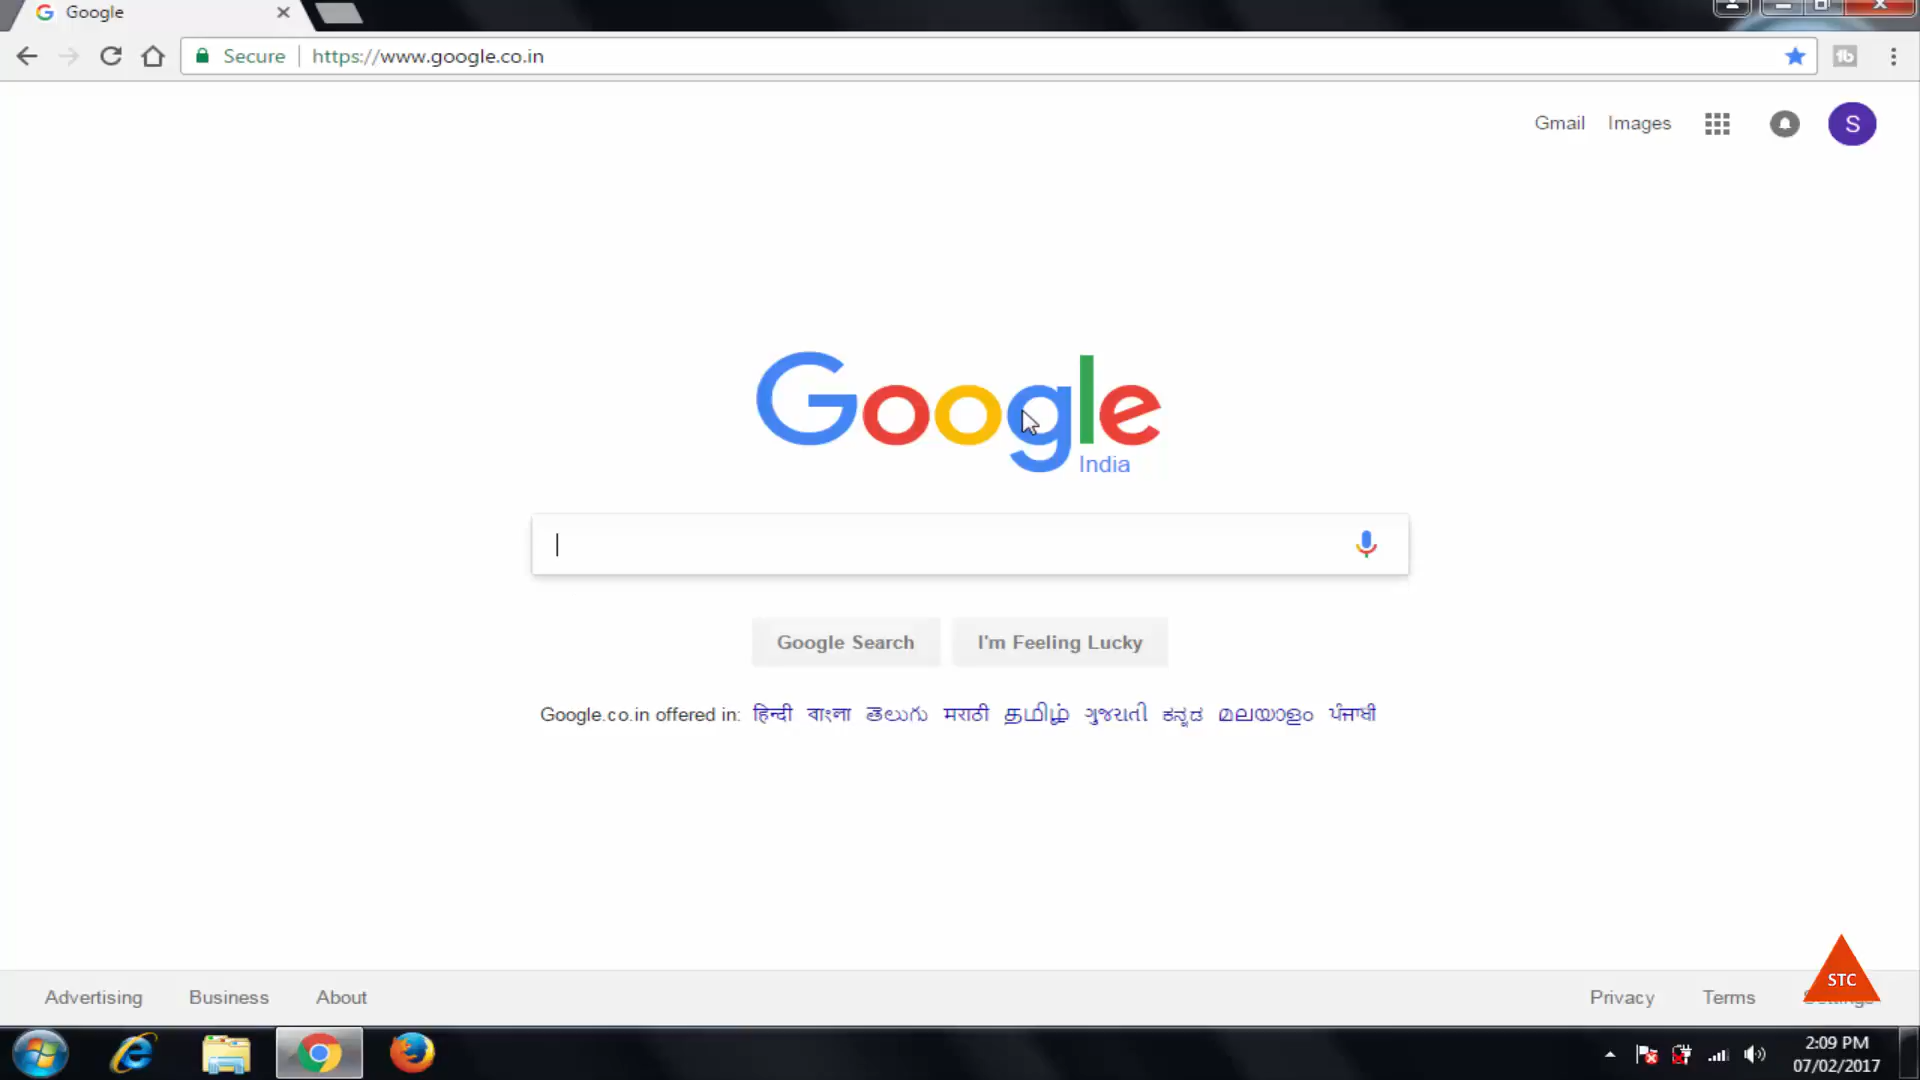 Google
Secure https://www.google.co.in
Gmail Images S
Google
India
Google Search I'm Feeling Lucky
Google.co.in offered in: हिन्दी বাংলা తెలుగు मराठी தமிழ் ગુજરાતી ಕನ್ನಡ മലയാളം ਪੰਜਾਬੀ
STC
Advertising Business About Privacy Terms Settings
2:09 PM
07/02/2017